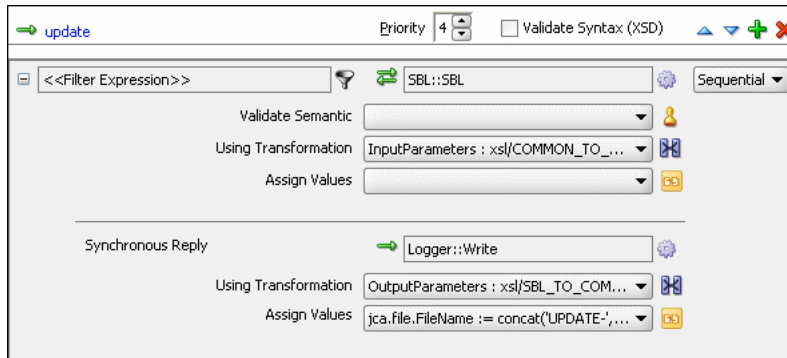 update Priority 4 Validate Syntax (XSD)
<<Filter Expression>> SBL::SBL Sequential
Validate Semantic
Using Transformation InputParameters : xsl/COMMON_TO_...
Assign Values
Synchronous Reply Logger::Write
Using Transformation OutputParameters : xsl/SBL_TO_COM...
Assign Values jca.file.FileName := concat('UPDATE-',...